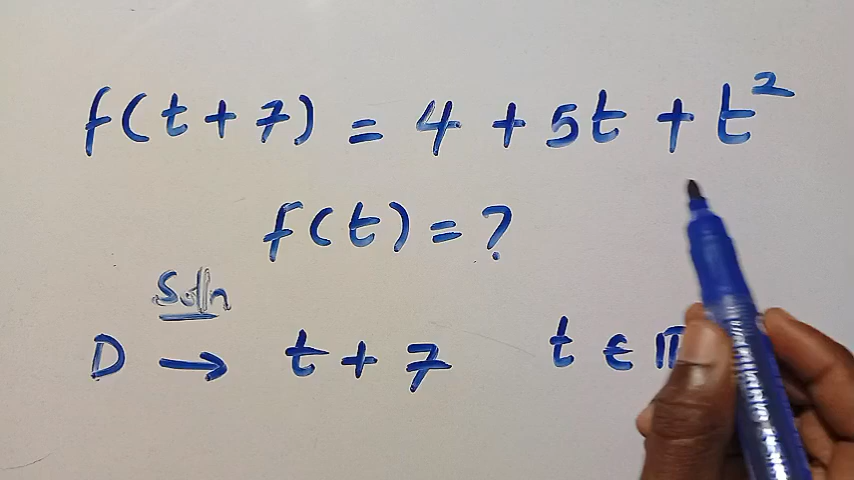 f(t+7) = 4 + 5t + t²
f(t) = ?
Soln
D → t + 7 t ∈